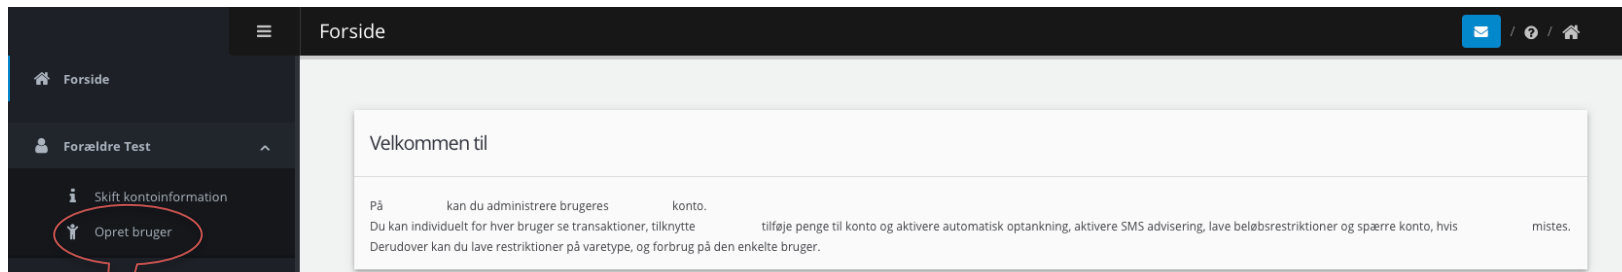 Forside
Forside
Forældre Test
Skift kontoinformation
Opret bruger
Velkommen til
På kan du administrere brugeres konto.
Du kan individuelt for hver bruger se transaktioner, tilknytte tilføje penge til konto og aktivere automatisk optankning, aktivere SMS advisering, lave beløbsrestriktioner og spærre konto, hvis mistes.
Derudover kan du lave restriktioner på varetype, og forbrug på den enkelte bruger.